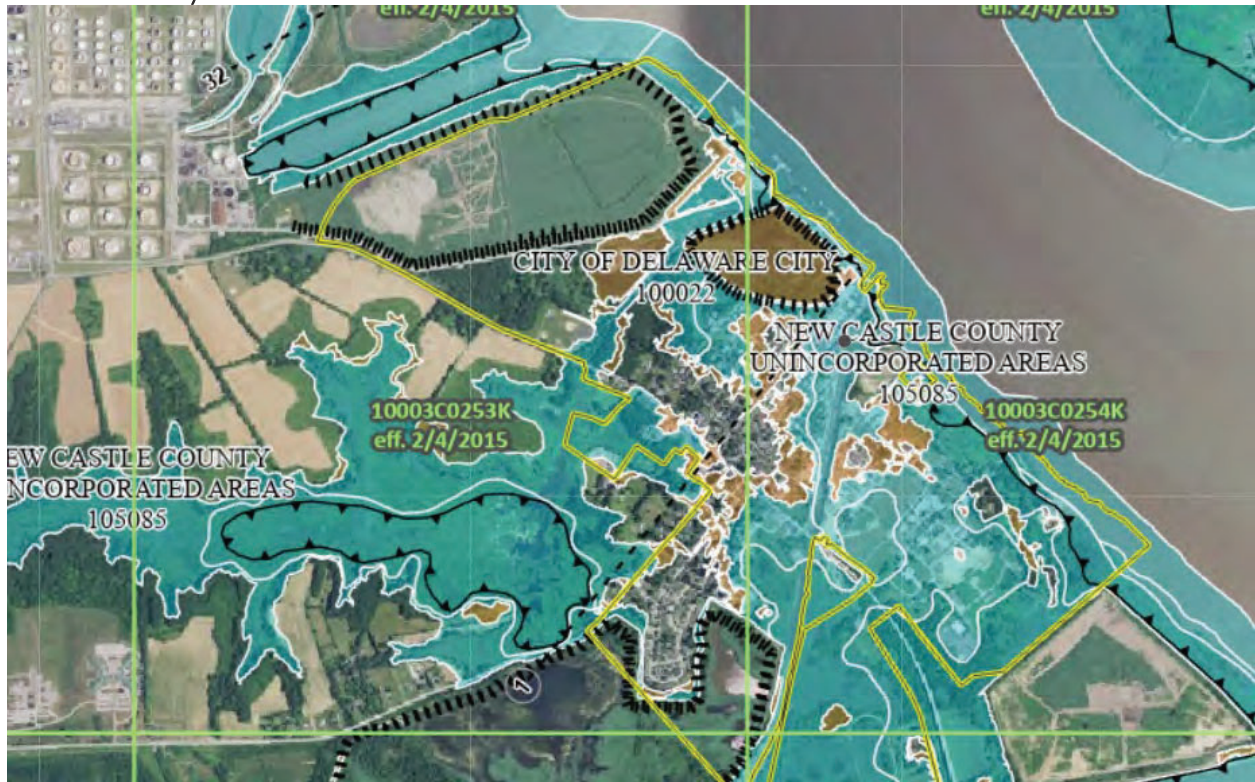 eff. 2/4/2015
eff. 2/4/2015
32
CITY OF DELAWARE CITY
100022
NEW CASTLE COUNTY
UNINCORPORATED AREAS
105085
10003C0253K
eff. 2/4/2015
10003C0254K
eff. 2/4/2015
EW CASTLE COUNTY
NCORPORATED AREAS
105085
7